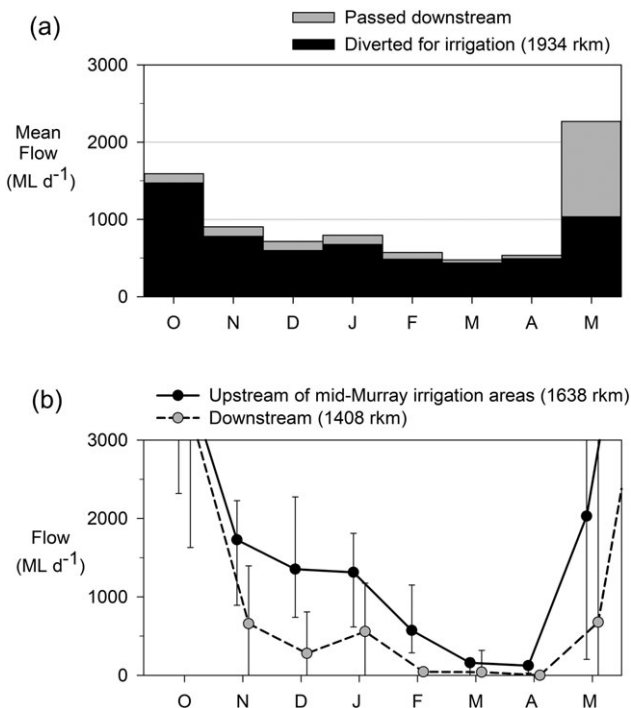 (a)
Passed downstream
Diverted for irrigation (1934 rkm)
3000
Mean
Flow
(ML d⁻¹)
2000
1000
0
O N D J F M A M
(b)
Upstream of mid-Murray irrigation areas (1638 rkm)
Downstream (1408 rkm)
3000
2000
Flow
(ML d⁻¹)
1000
0
O N D J F M A M